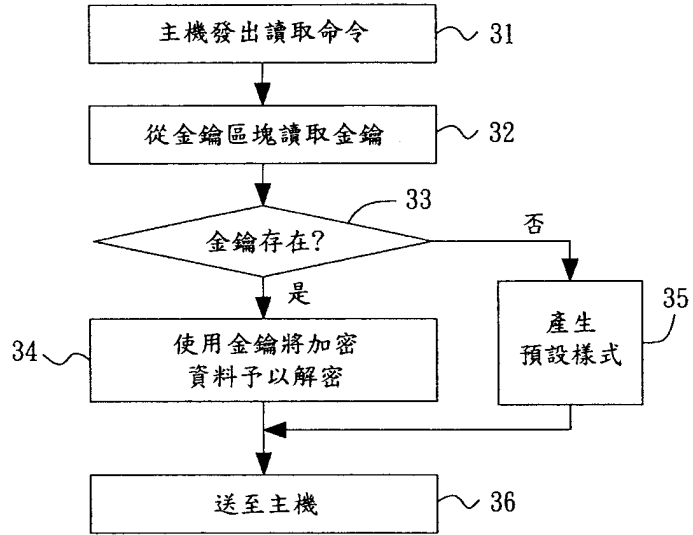 主機發出讀取命令
31
從金鑰區塊讀取金鑰
32
33
金鑰存在?
否
是
34
使用金鑰將加密
資料予以解密
產生
預設樣式
35
送至主機
36